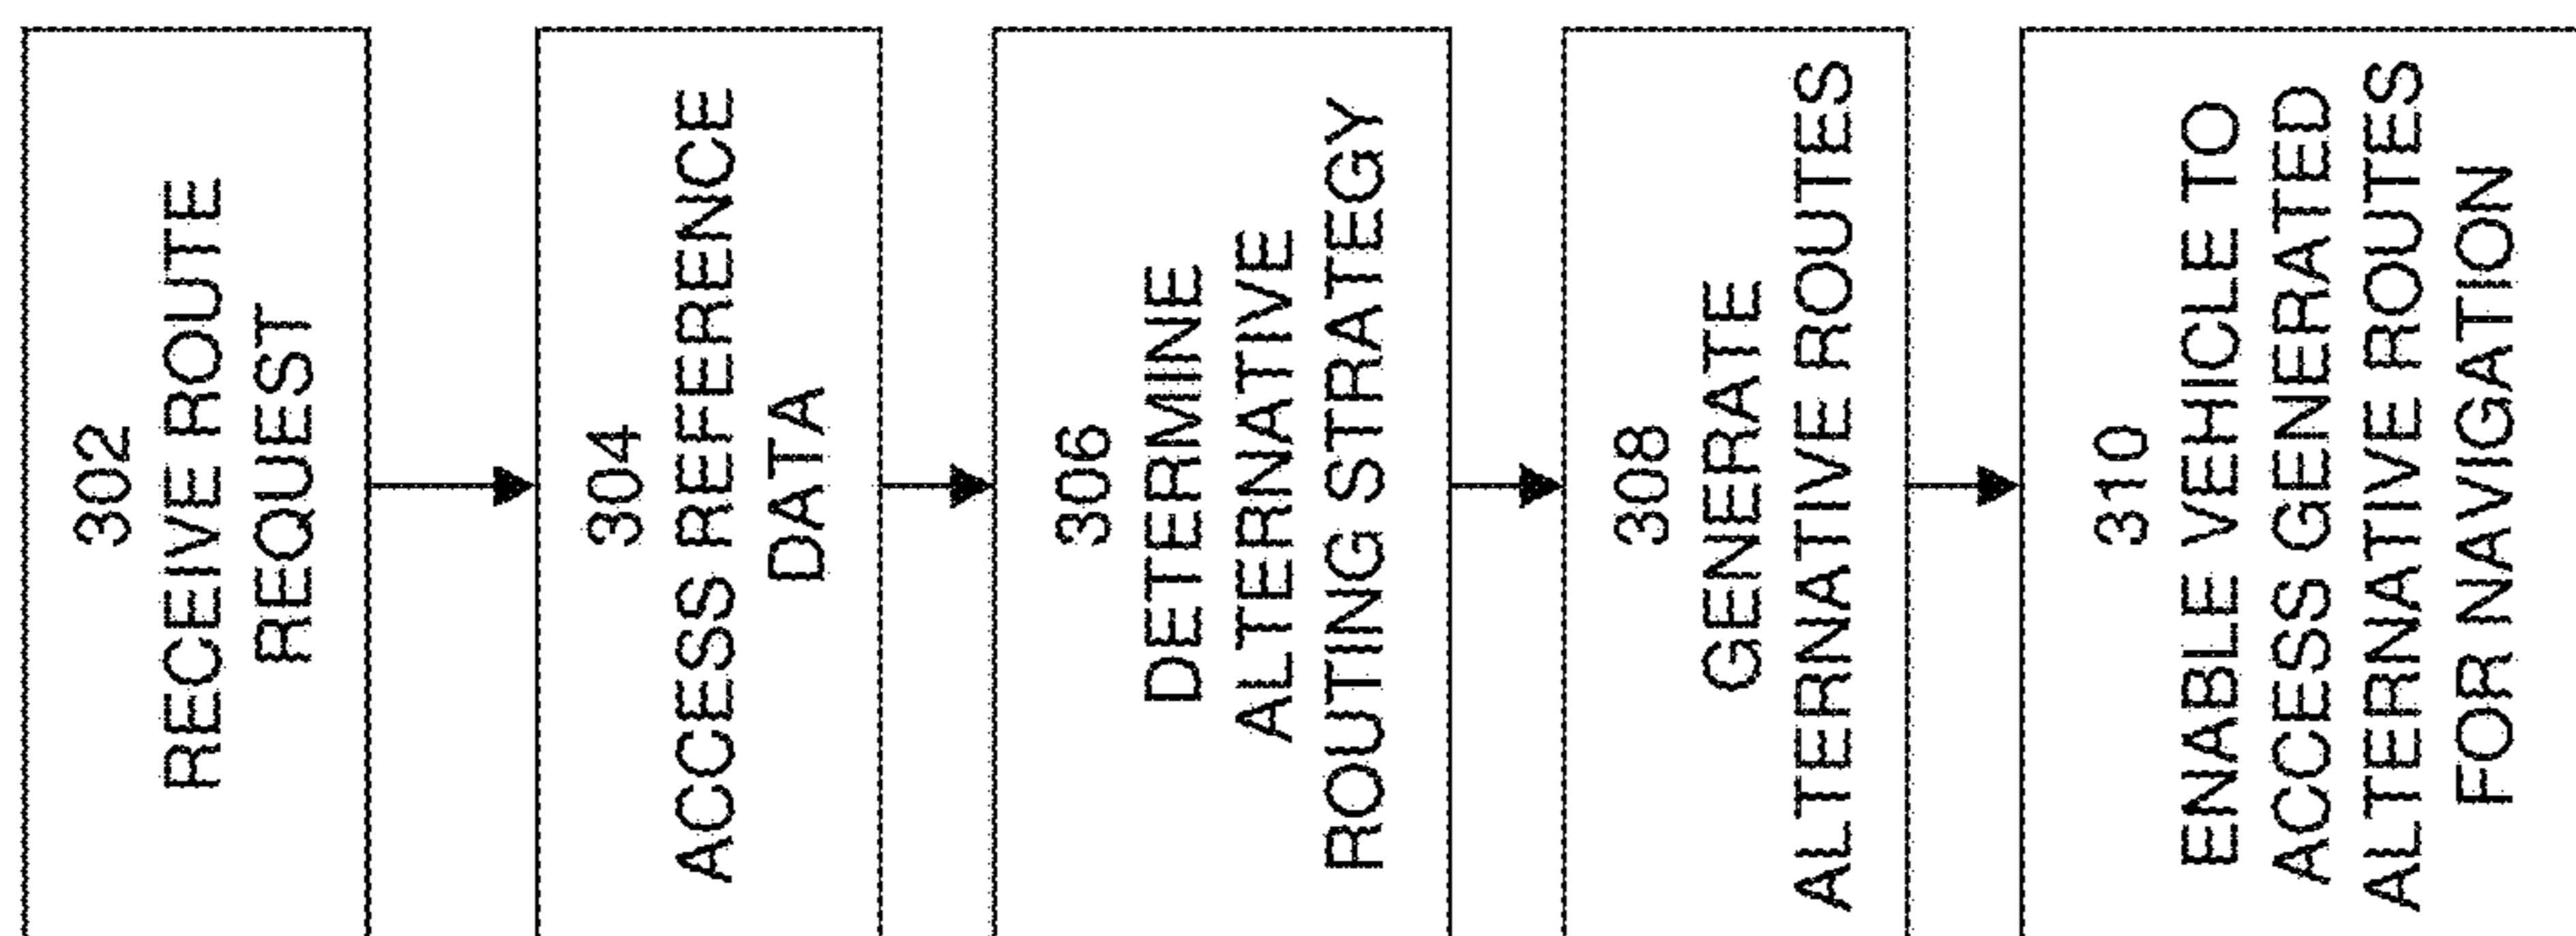 302
RECEIVE ROUTE
REQUEST
304
ACCESS REFERENCE
DATA
306
DETERMINE
ALTERNATIVE
ROUTING STRATEGY
308
GENERATE
ALTERNATIVE ROUTES
310
ENABLE VEHICLE TO
ACCESS GENERATED
ALTERNATIVE ROUTES
FOR NAVIGATION